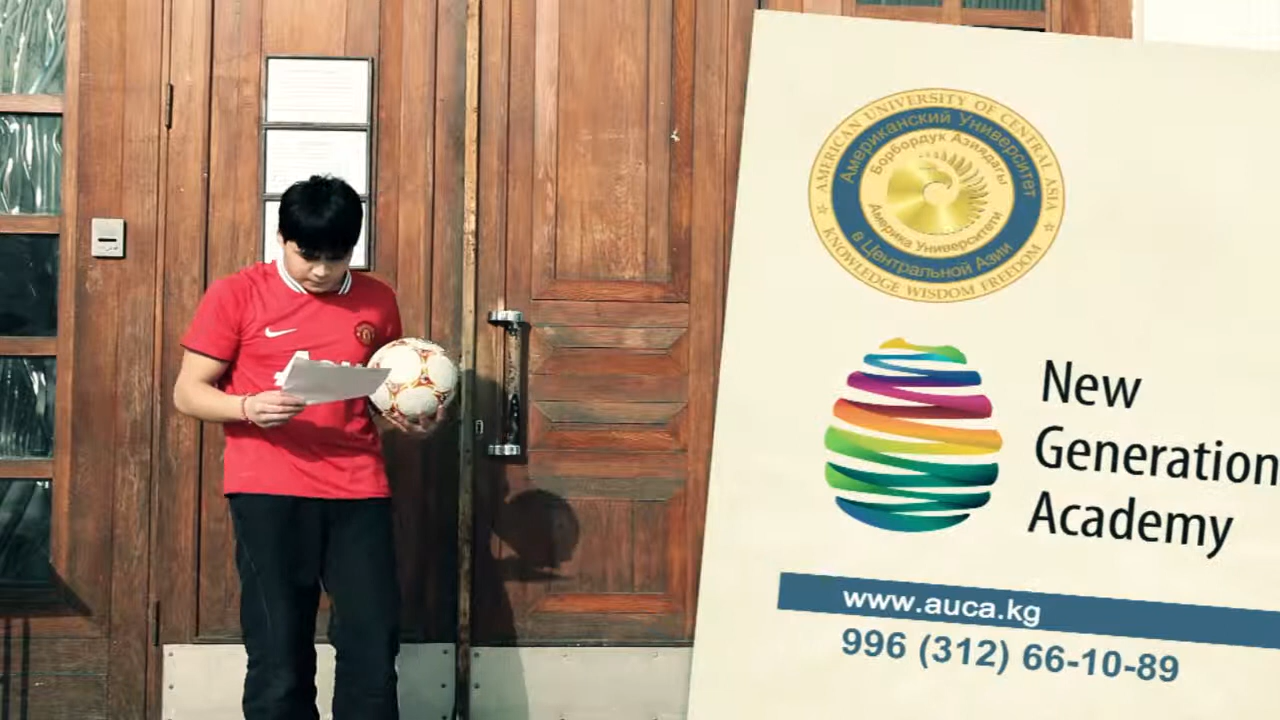 AMERICAN UNIVERSITY OF CENTRAL ASIA
KNOWLEDGE WISDOM FREEDOM
Американский Университет
в Центральной Азии
Борбордук Азиядагы
Америка Университети
New
Generation
Academy
www.auca.kg
996 (312) 66-10-89